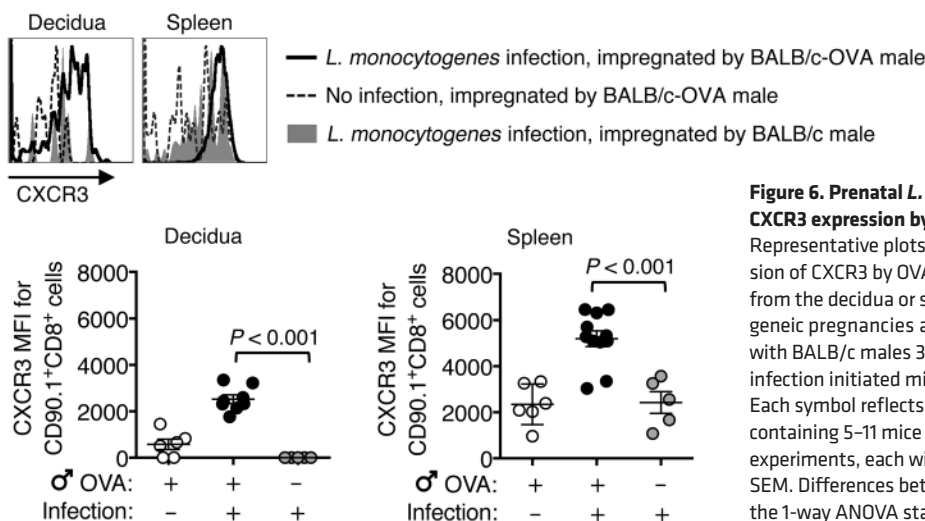 Decidua
Spleen
L. monocytogenes infection, impregnated by BALB/c-OVA male
No infection, impregnated by BALB/c-OVA male
L. monocytogenes infection, impregnated by BALB/c male
CXCR3
Figure 6. Prenatal L.
CXCR3 expression by
Representative plots
sion of CXCR3 by OVA
from the decidua or s
geneic pregnancies a
with BALB/c males 3
infection initiated mi
Each symbol reflects
containing 5–11 mice
experiments, each wi
SEM. Differences bet
the 1-way ANOVA sta
Decidua
CXCR3 MFI for
CD90.1⁺CD8⁺ cells
8000
6000
4000
2000
0
P < 0.001
♂ OVA: + + −
Infection: − + +
Spleen
CXCR3 MFI for
CD90.1⁺CD8⁺ cells
8000
6000
4000
2000
0
P < 0.001
♂ OVA: + + −
Infection: − + +